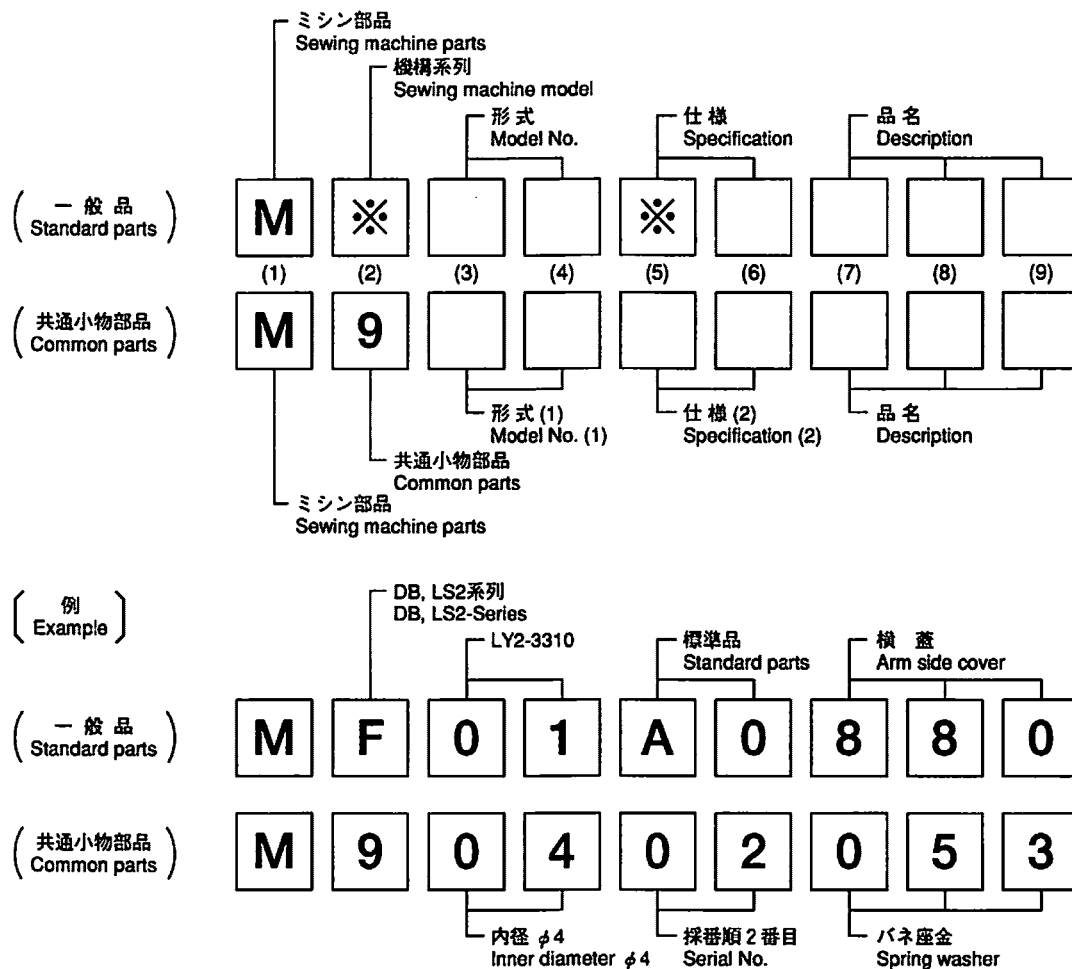 ミシン部品
Sewing machine parts
機構系列
Sewing machine model
形式
Model No.
仕様
Specification
品名
Description
一般品
Standard parts
M ※ ※
(1) (2) (3) (4) (5) (6) (7) (8) (9)
共通小物部品
Common parts
M 9
形式 (1)
Model No. (1)
仕様 (2)
Specification (2)
品名
Description
共通小物部品
Common parts
ミシン部品
Sewing machine parts
例
Example
DB, LS2系列
DB, LS2-Series
LY2-3310
標準品
Standard parts
横蓋
Arm side cover
一般品
Standard parts
M F 0 1 A 0 8 8 0
共通小物部品
Common parts
M 9 0 4 0 2 0 5 3
内径 φ4
Inner diameter φ4
採番順2番目
Serial No.
バネ座金
Spring washer